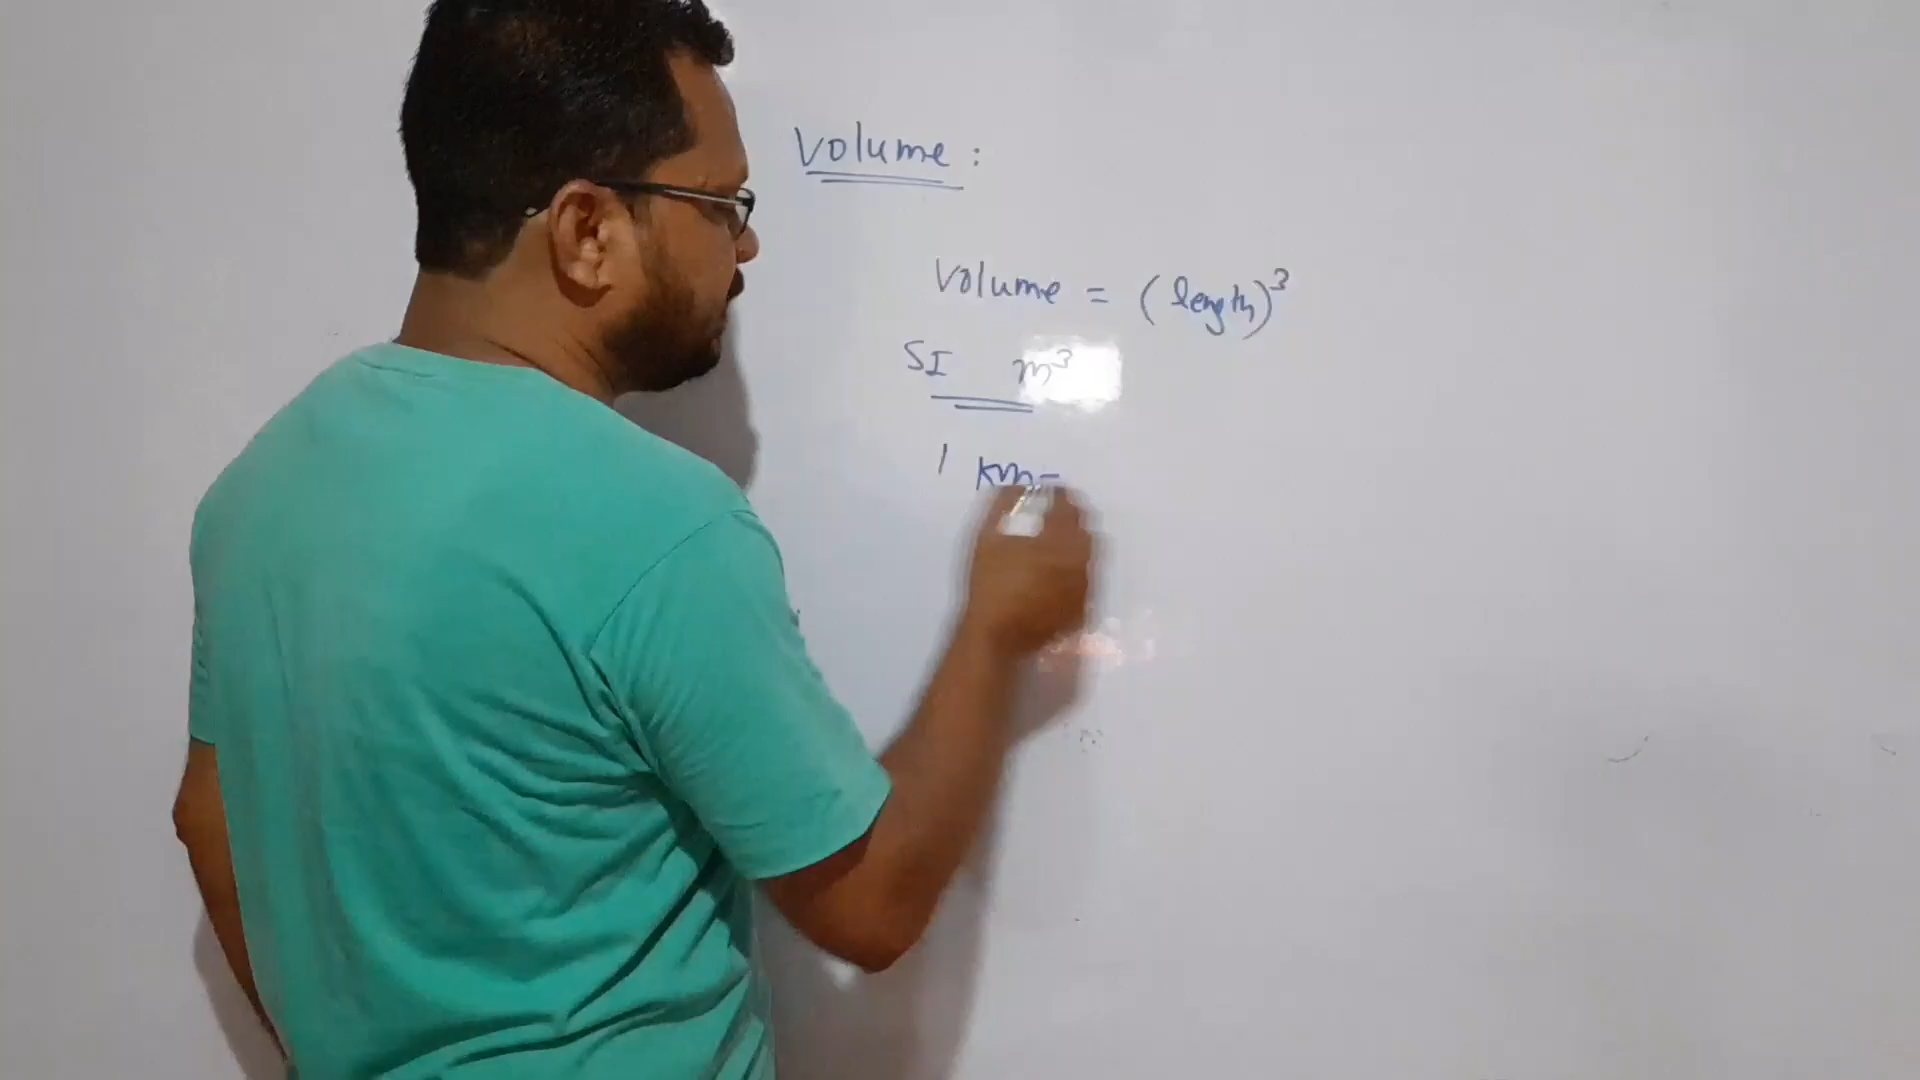 Volume :
Volume = (length)³
SI m³
1 km =